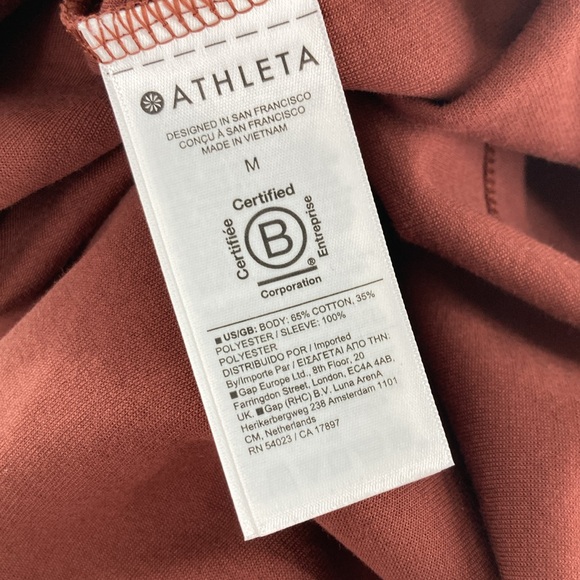 ATHLETA
DESIGNED IN SAN FRANCISCO
CONÇU À SAN FRANCISCO
MADE IN VIETNAM
M
Certified
Certifiée
B
Entreprise
®
Corporation
■ US/GB: BODY: 65% COTTON, 35%
POLYESTER / SLEEVE: 100%
POLYESTER
DISTRIBUIDO POR / Imported
By/Importe Par / ΕΙΣΑΓΕΤΑΙ ΑΠΟ ΤΗΝ:
■ Gap Europe Ltd., 8th Floor, 20
Farringdon Street, London, EC4A 4AB,
UK. ■ Gap (RHC) B.V. Luna ArenA
Herikerbergweg 238 Amsterdam 1101
CM, Netherlands
RN 54023 / CA 17897